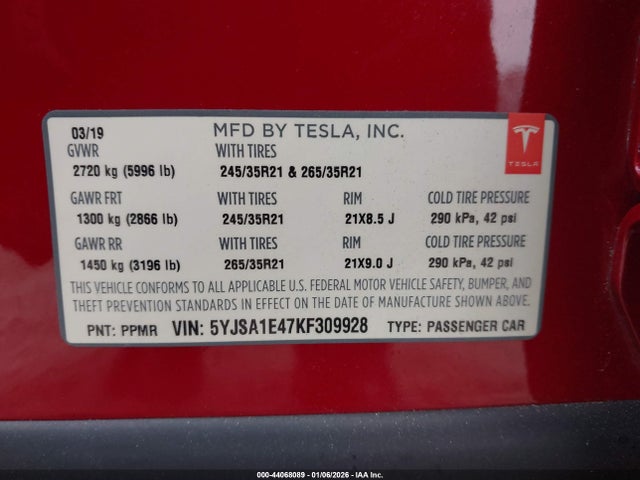 03/19 MFD BY TESLA, INC.
GVWR WITH TIRES
2720 kg (5996 lb) 245/35R21 & 265/35R21
TESLA
GAWR FRT WITH TIRES RIM COLD TIRE PRESSURE
1300 kg (2866 lb) 245/35R21 21X8.5 J 290 kPa, 42 psi
GAWR RR WITH TIRES RIM COLD TIRE PRESSURE
1450 kg (3196 lb) 265/35R21 21X9.0 J 290 kPa, 42 psi
THIS VEHICLE CONFORMS TO ALL APPLICABLE U.S. FEDERAL MOTOR VEHICLE SAFETY, BUMPER, AND
THEFT PREVENTION STANDARDS IN EFFECT ON THE DATE OF MANUFACTURE SHOWN ABOVE.
PNT: PPMR VIN: 5YJSA1E47KF309928 TYPE: PASSENGER CAR
000-44068089 - 01/06/2026 - IAA Inc.